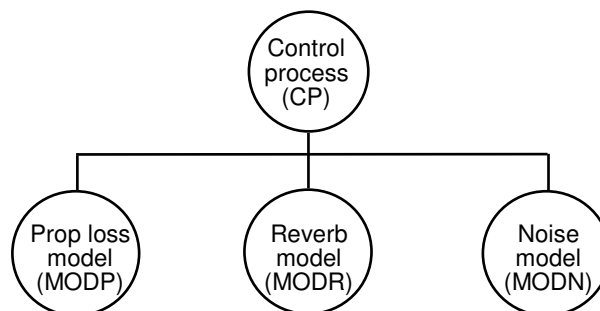 Control
process
(CP)
Prop loss
model
(MODP)
Reverb
model
(MODR)
Noise
model
(MODN)